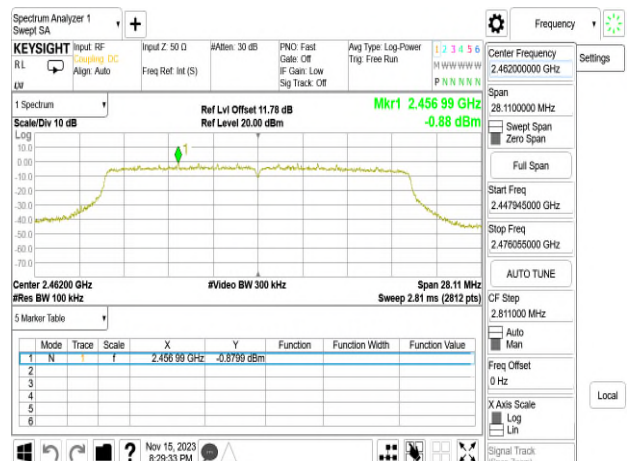 Spectrum Analyzer 1
Swept SA
Frequency
KEYSIGHT
RL
Input: RF
Coupling: DC
Align: Auto
Input Z: 50 Ω
Freq Ref: Int (S)
#Atten: 30 dB
PNO: Fast
Gate: Off
IF Gain: Low
Sig Track: Off
Avg Type: Log-Power
Trig: Free Run
1 2 3 4 5 6
M W W W W W
P N N N N N
Center Frequency
2.462000000 GHz
Settings
Span
28.1100000 MHz
Swept Span
Zero Span
Full Span
Start Freq
2.447945000 GHz
Stop Freq
2.476055000 GHz
AUTO TUNE
CF Step
2.811000 MHz
Auto
Man
Freq Offset
0 Hz
X Axis Scale
Log
Lin
Local
Signal Track
1 Spectrum
Scale/Div 10 dB
Ref Lvl Offset 11.78 dB
Ref Level 20.00 dBm
Mkr1 2.456 99 GHz
-0.88 dBm
Log
10.0
0.00
-10.0
-20.0
-30.0
-40.0
-50.0
-60.0
-70.0
1
Center 2.46200 GHz
#Res BW 100 kHz
#Video BW 300 kHz
Span 28.11 MHz
Sweep 2.81 ms (2812 pts)
5 Marker Table
Mode Trace Scale X Y Function Function Width Function Value
1 N 1 f 2.456 99 GHz -0.8799 dBm
2
3
4
5
6
?
Nov 15, 2023
8:29:33 PM